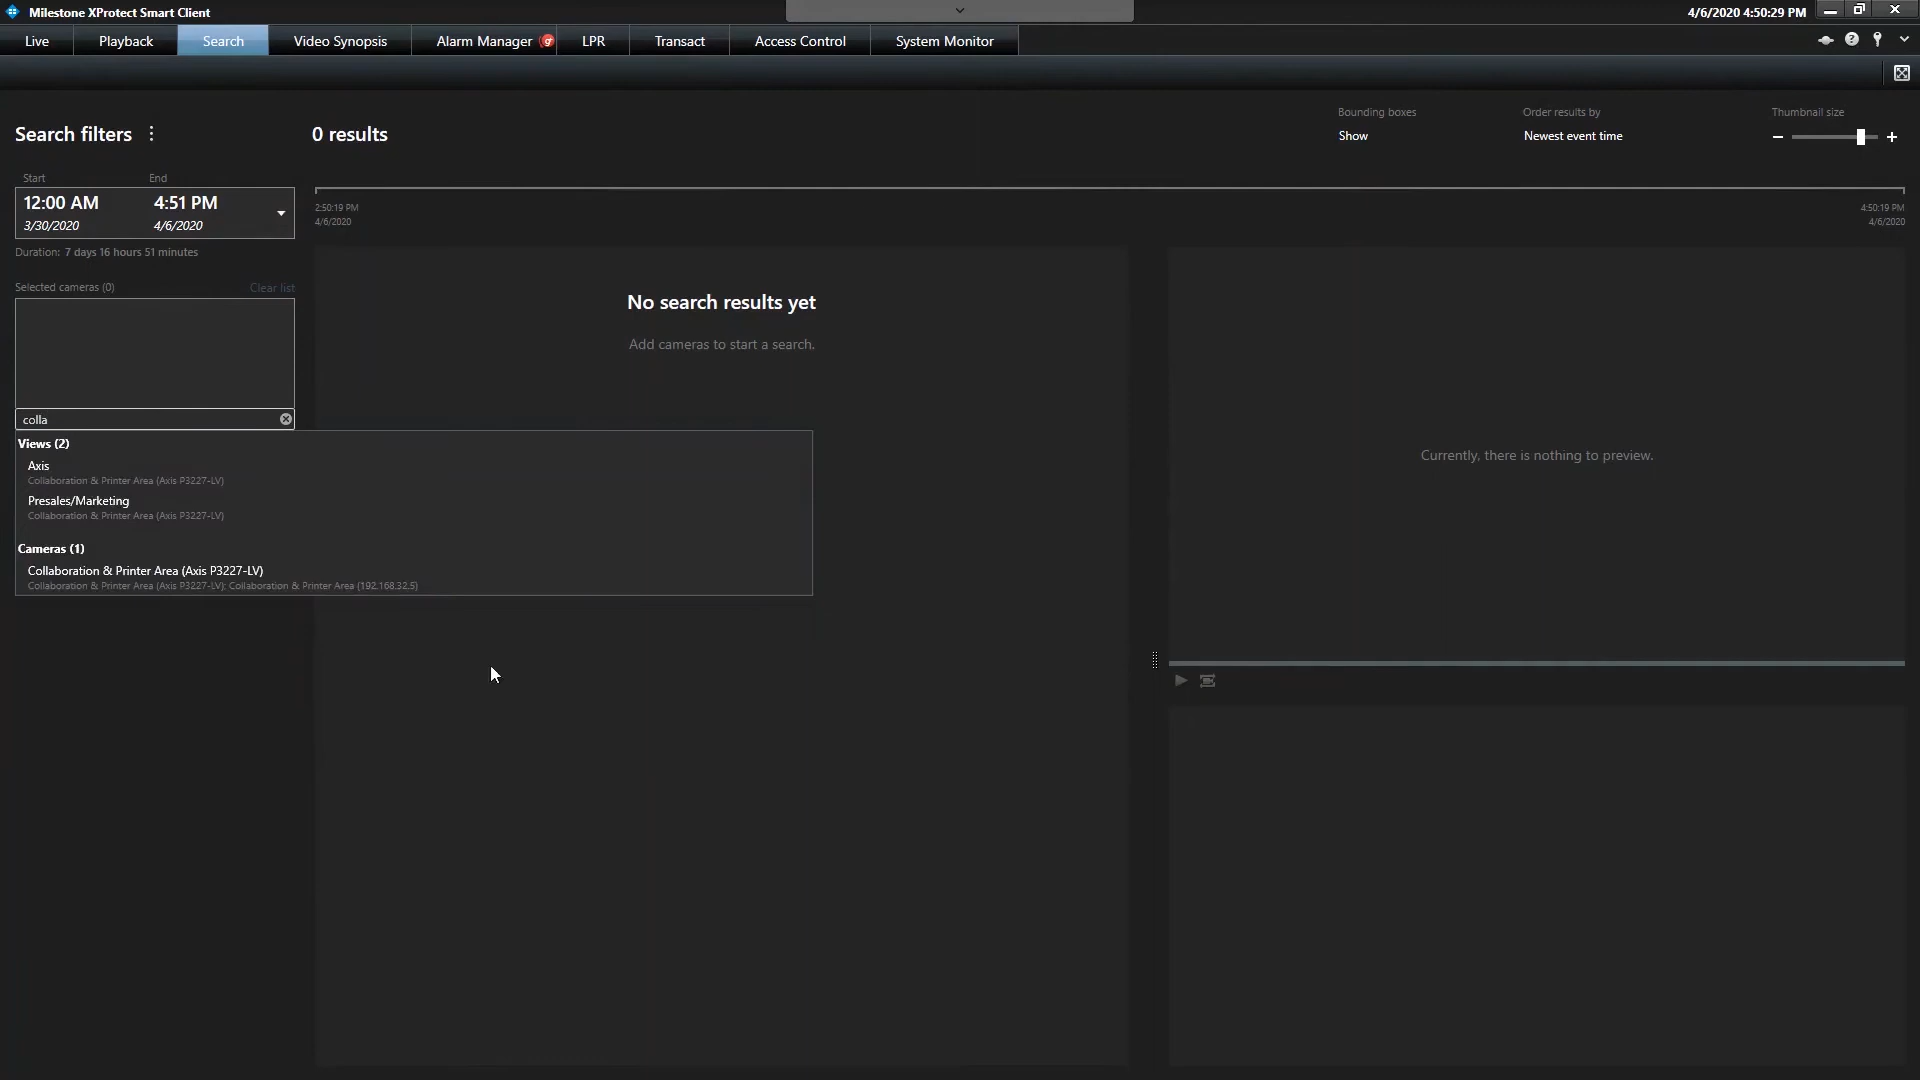 Milestone XProtect Smart Client
4/6/2020 4:50:29 PM
Live Playback Search Video Synopsis Alarm Manager LPR Transact Access Control System Monitor
Search filters
0 results
Bounding boxes
Show
Order results by
Newest event time
Thumbnail size
Start End
12:00 AM 4:51 PM
3/30/2020 4/6/2020
Duration: 7 days 16 hours 51 minutes
2:50:19 PM
4/6/2020
4:50:19 PM
4/6/2020
Selected cameras (0) Clear list
colla
Views (2)
Axis
Collaboration & Printer Area (Axis P3227-LV)
Presales/Marketing
Collaboration & Printer Area (Axis P3227-LV)
Cameras (1)
Collaboration & Printer Area (Axis P3227-LV)
Collaboration & Printer Area (Axis P3227-LV): Collaboration & Printer Area (192.168.32.5)
No search results yet
Add cameras to start a search.
Currently, there is nothing to preview.